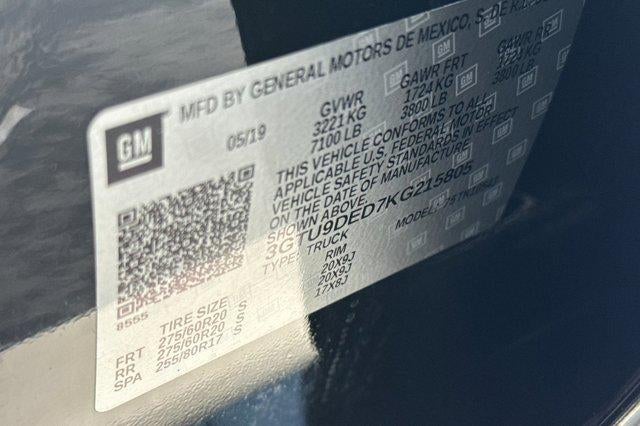 MFD BY GENERAL MOTORS DE MEXICO, S. DE R.L.
GM
05/19
GVWR
3221 KG
7100 LB
GAWR FRT
1724 KG
3800 LB
GAWR RR
KG
3800 LB
THIS VEHICLE CONFORMS TO ALL
APPLICABLE U.S. FEDERAL MOTOR
VEHICLE SAFETY STANDARDS IN EFFECT
ON THE DATE OF MANUFACTURE
SHOWN ABOVE.
3GTU9DED7KG215805
TYPE: TRUCK
MODEL:
8555
TIRE SIZE RIM
FRT 275/60R20 S 20X9J
RR 275/60R20 S 20X9J
SPA 255/80R17 S 17X8J